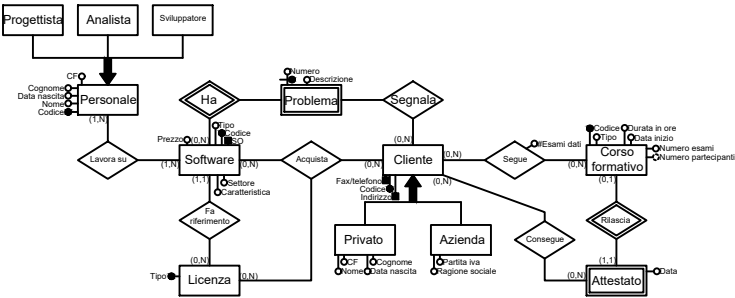 Progettista
Analista
Sviluppatore
CF
Cognome
Data nascita
Nome
Codice
Personale
(1,N)
Lavora su
(1,N)
Ha
Numero
Descrizione
Problema
Segnala
Prezzo
(0,N)
Tipo
Codice
SO
Software
(0,N)
(1,1)
Settore
Caratteristica
Acquista
(0,N)
(0,N)
Cliente
(0,N)
(0,N)
Fax/telefono
Codice
Indirizzo
#Esami dati
Segue
(0,N)
Codice
Tipo
Durata in ore
Data inizio
Numero esami
Numero partecipanti
Corso
formativo
(0,1)
Fa
riferimento
(0,N)
Tipo
Licenza
(0,N)
Privato
CF
Cognome
Nome
Data nascita
Azienda
Partita iva
Ragione sociale
Consegue
Rilascia
(1,1)
(0,N)
Attestato
Data